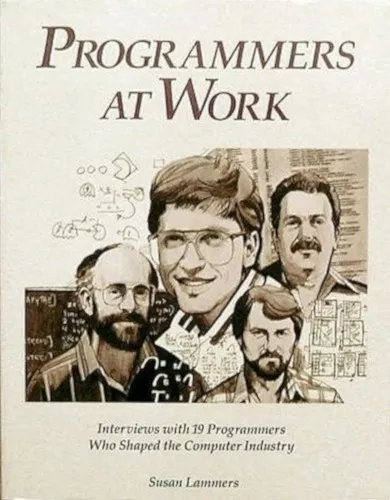 PROGRAMMERS
AT WORK
Interviews with 19 Programmers
Who Shaped the Computer Industry
Susan Lammers